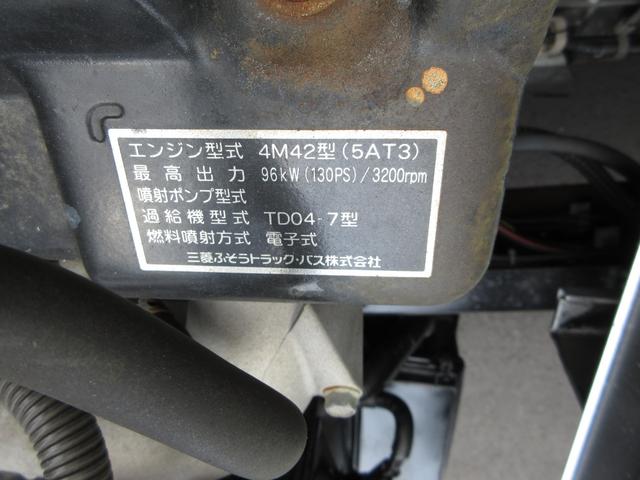 エンジン型式 4M42型(5AT3)
最高出力 96kW(130PS)/3200rpm
噴射ポンプ型式
過給機型式 TD04-7型
燃料噴射方式 電子式
三菱ふそうトラック・バス株式会社